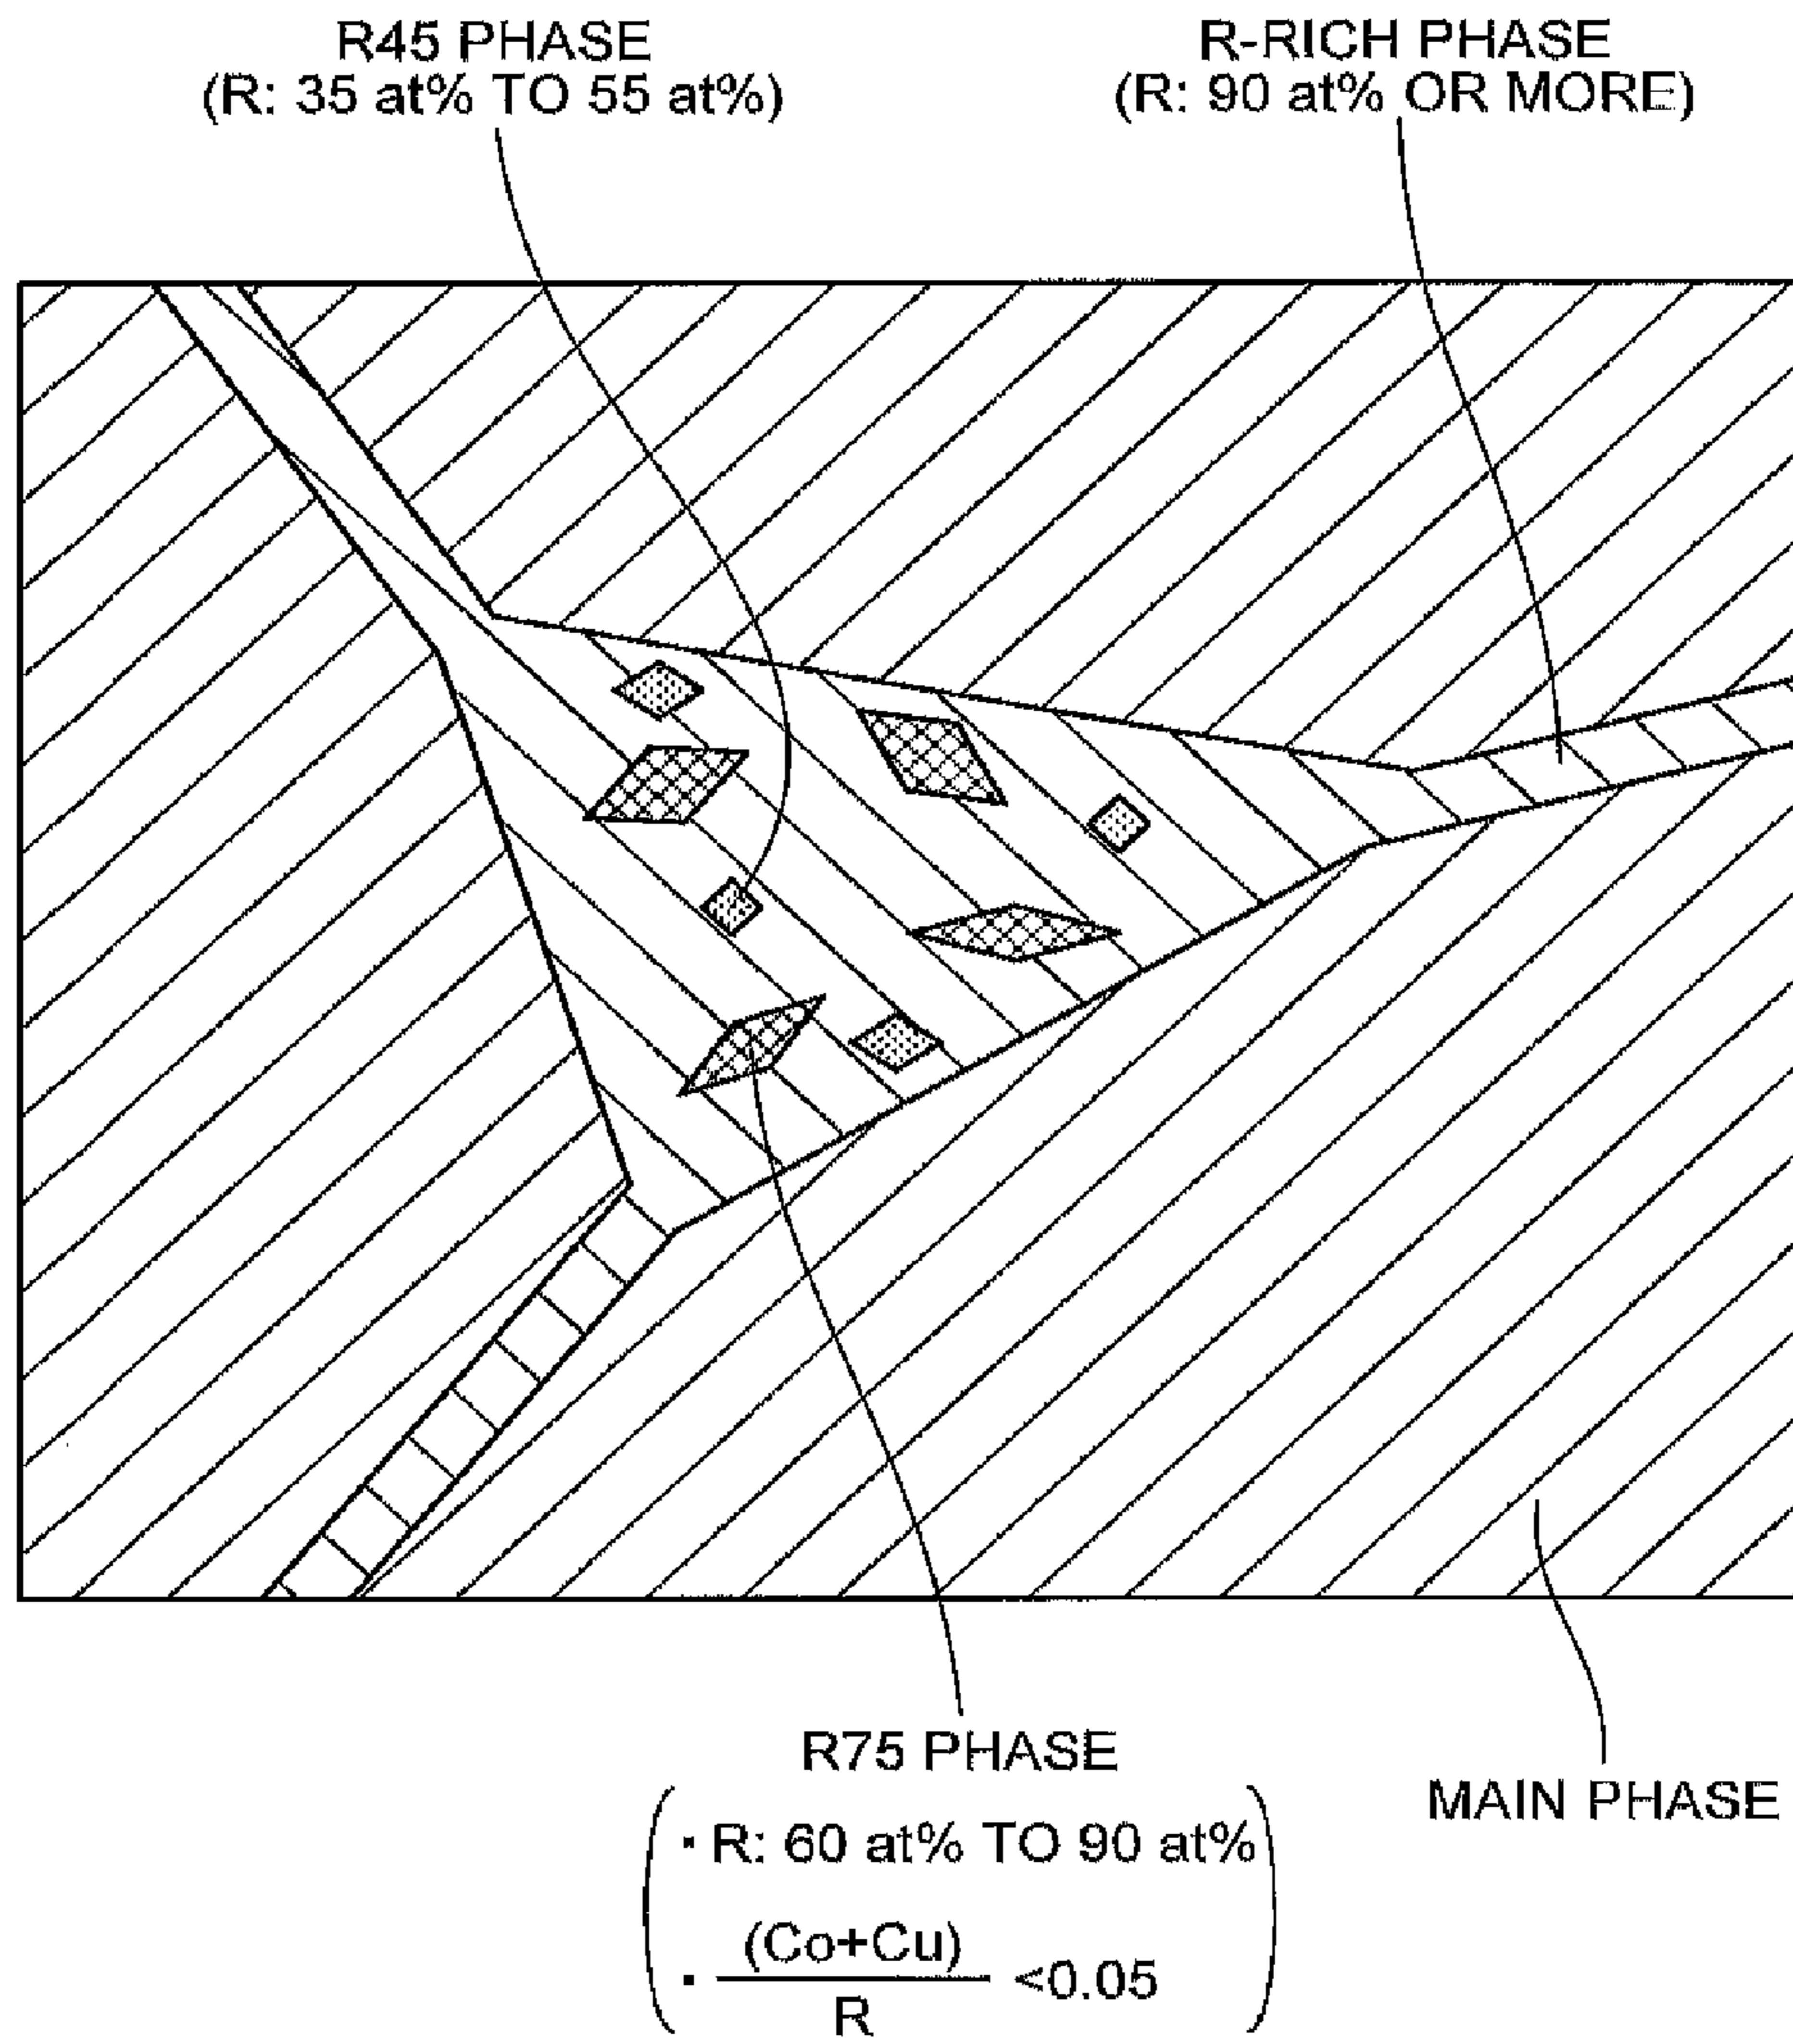 R45 PHASE
(R: 35 at% TO 55 at%)
R-RICH PHASE
(R: 90 at% OR MORE)
R75 PHASE
· R: 60 at% TO 90 at%
· (Co+Cu)
R
<0.05
MAIN PHASE